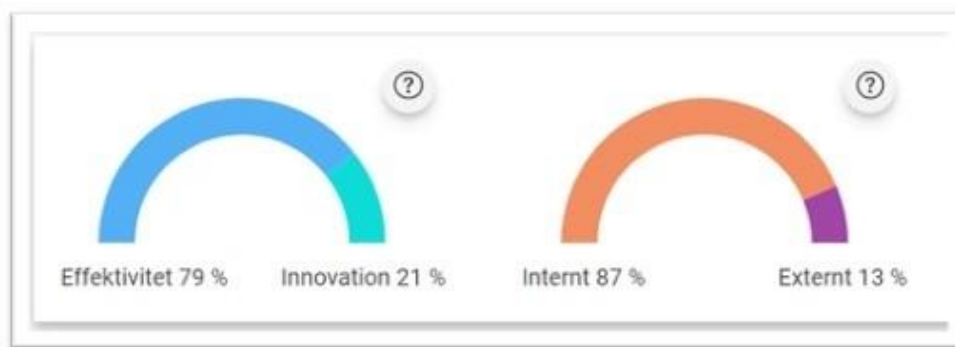 ?
?
Effektivitet 79 %
Innovation 21 %
Internt 87 %
Externt 13 %